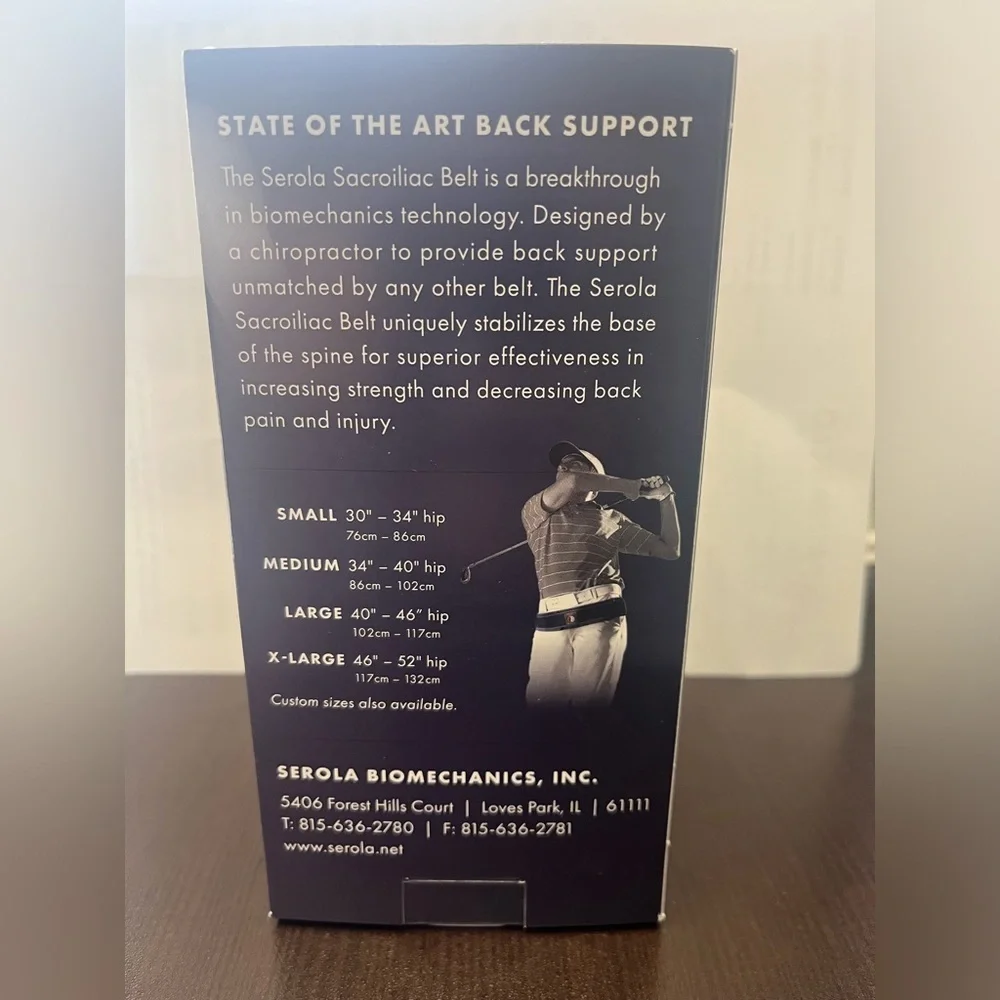 STATE OF THE ART BACK SUPPORT
The Serola Sacroiliac Belt is a breakthrough
in biomechanics technology. Designed by
a chiropractor to provide back support
unmatched by any other belt. The Serola
Sacroiliac Belt uniquely stabilizes the base
of the spine for superior effectiveness in
increasing strength and decreasing back
pain and injury.
SMALL 30" – 34" hip
76cm – 86cm
MEDIUM 34" – 40" hip
86cm – 102cm
LARGE 40" – 46” hip
102cm – 117cm
X-LARGE 46" – 52" hip
117cm – 132cm
Custom sizes also available.
SEROLA BIOMECHANICS, INC.
5406 Forest Hills Court | Loves Park, IL | 61111
T: 815-636-2780 | F: 815-636-2781
www.serola.net